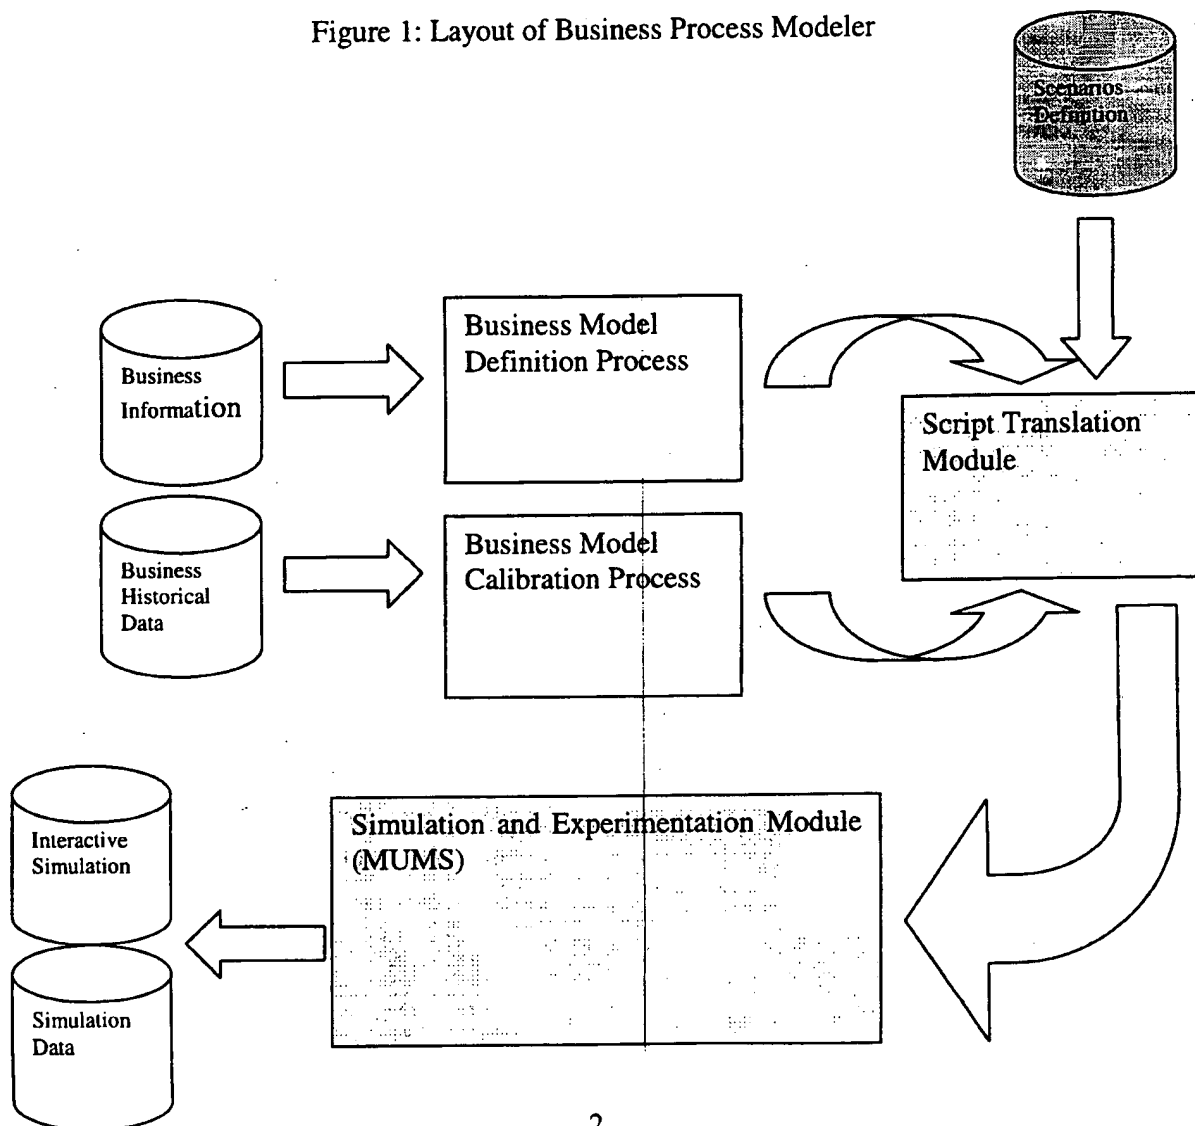 Figure 1: Layout of Business Process Modeler
Scenarios
Definition
Business
Information
Business Model
Definition Process
Script Translation
Module
Business
Historical
Data
Business Model
Calibration Process
Interactive
Simulation
Simulation and Experimentation Module
(MUMS)
Simulation
Data
2